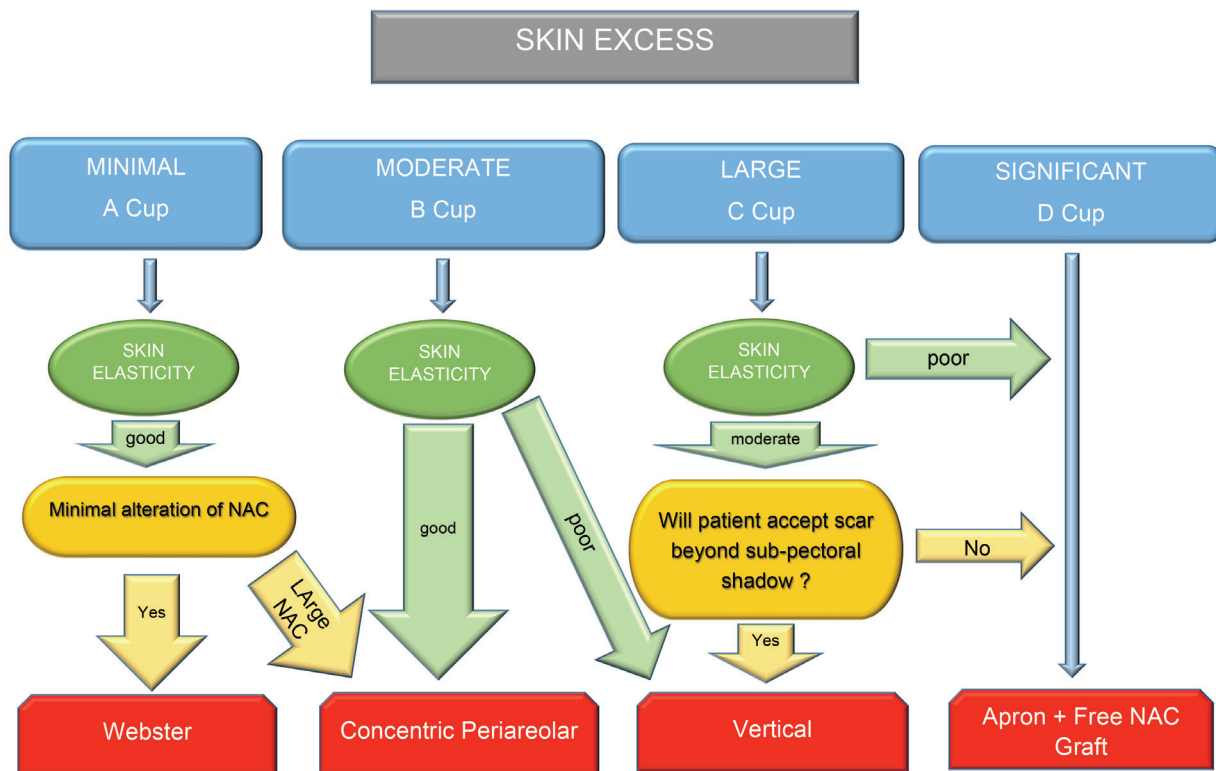 SKIN EXCESS
MINIMAL
A Cup
MODERATE
B Cup
LARGE
C Cup
SIGNIFICANT
D Cup
SKIN
ELASTICITY
SKIN
ELASTICITY
SKIN
ELASTICITY
poor
good
moderate
Minimal alteration of NAC
good
poor
Will patient accept scar
beyond sub-pectoral
shadow ?
No
Yes
LArge
NAC
Yes
Webster
Concentric Periareolar
Vertical
Apron + Free NAC
Graft